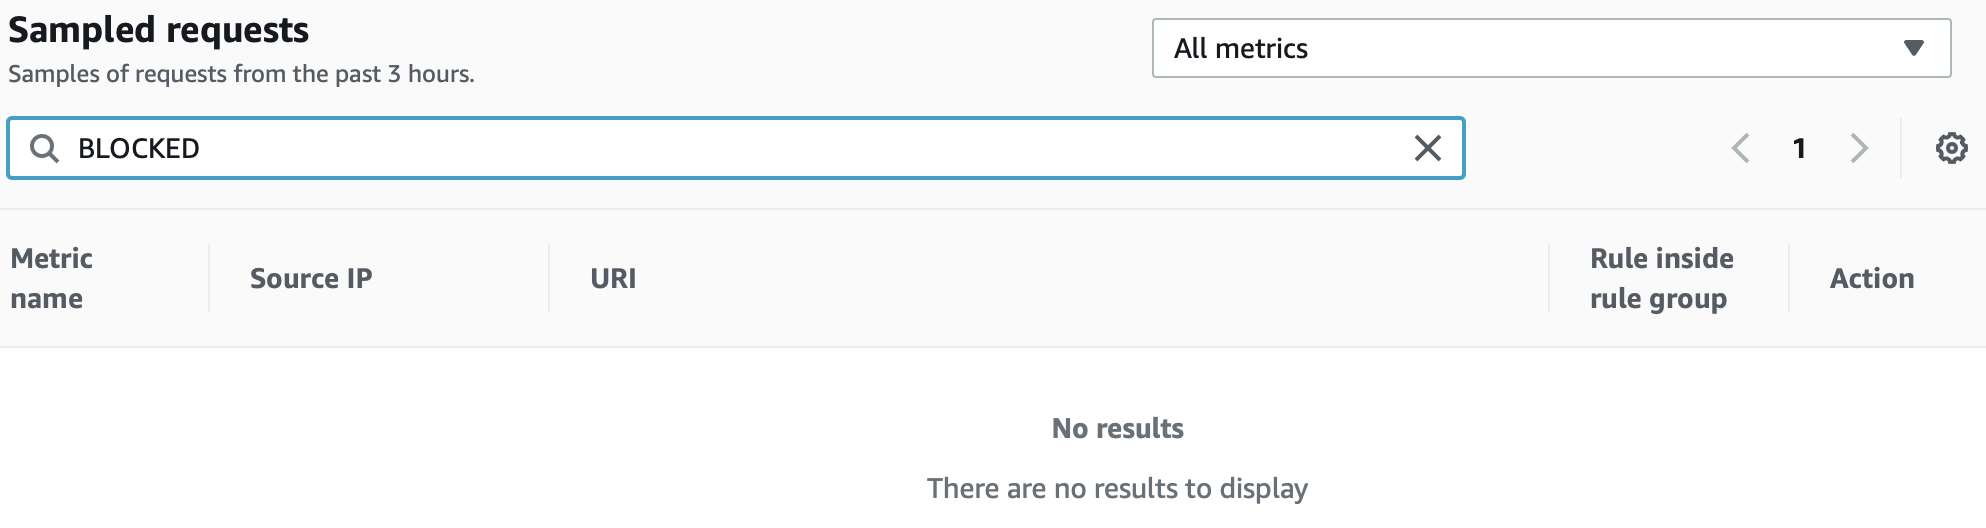 Sampled requests
Samples of requests from the past 3 hours.
All metrics
BLOCKED
1
Metric
name
Source IP
URI
Rule inside
rule group
Action
No results
There are no results to display